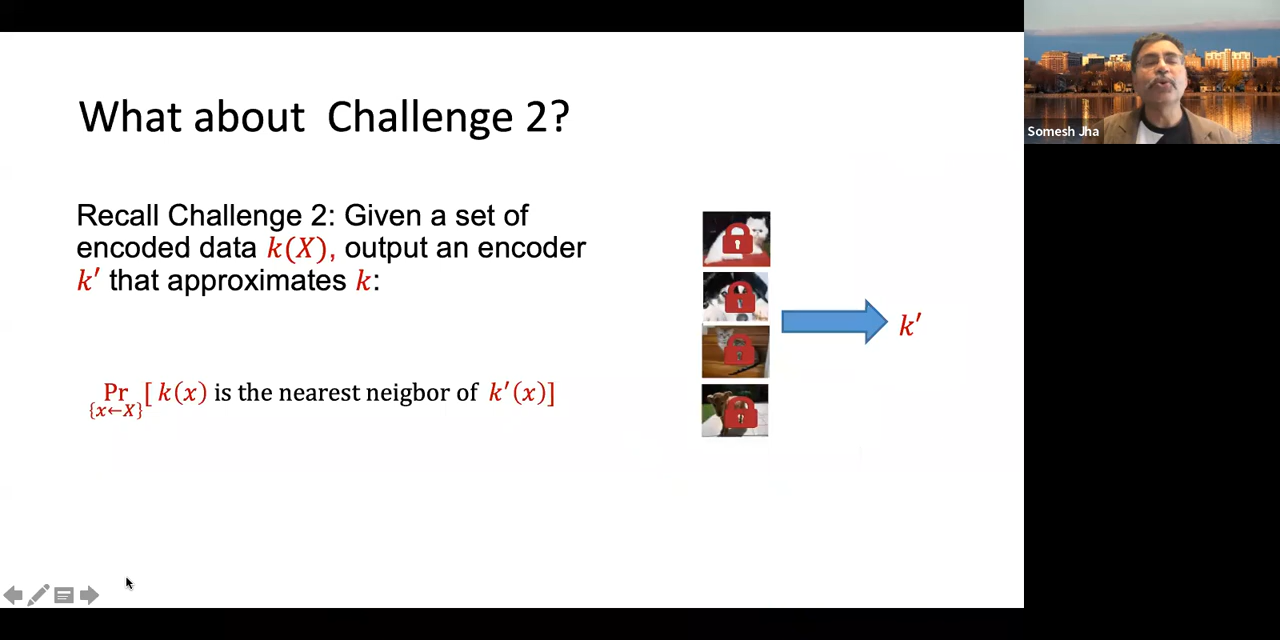 What about Challenge 2?
Recall Challenge 2: Given a set of
encoded data k(X), output an encoder
k′ that approximates k:
Pr [ k(x) is the nearest neigbor of k′(x)]
{x←X}
k′
Somesh Jha